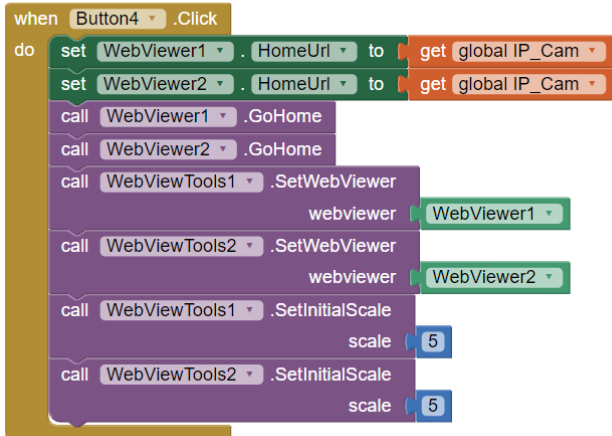 when Button4 .Click
do set WebViewer1 . HomeUrl to get global IP_Cam
set WebViewer2 . HomeUrl to get global IP_Cam
call WebViewer1 .GoHome
call WebViewer2 .GoHome
call WebViewTools1 .SetWebViewer
webviewer WebViewer1
call WebViewTools2 .SetWebViewer
webviewer WebViewer2
call WebViewTools1 .SetInitialScale
scale 5
call WebViewTools2 .SetInitialScale
scale 5